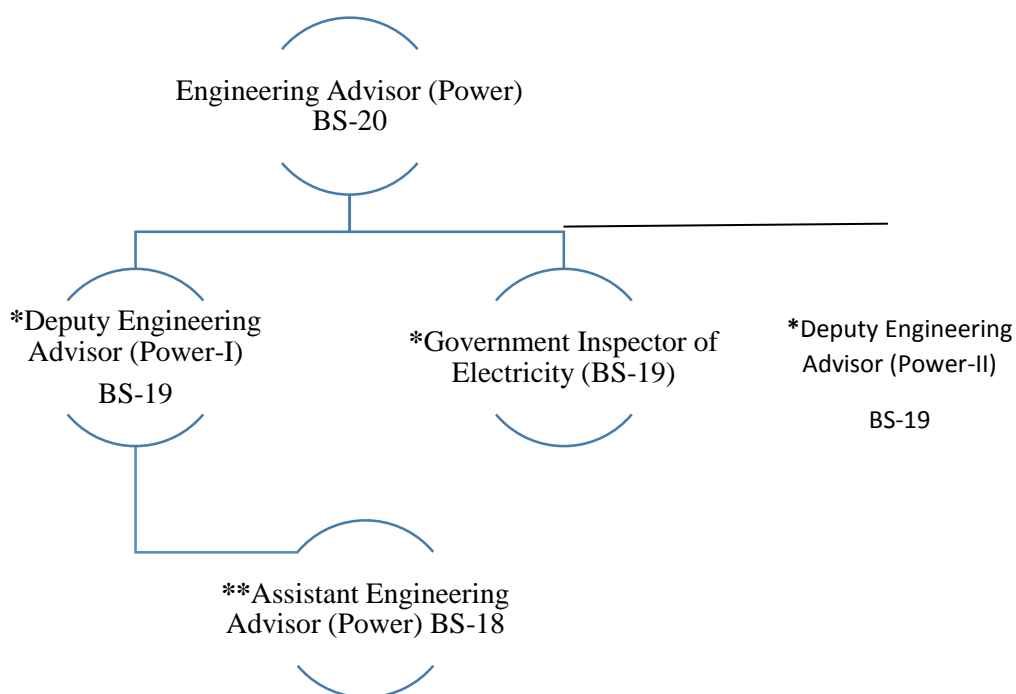 Engineering Advisor (Power)
BS-20
*Deputy Engineering
Advisor (Power-I)
BS-19
*Government Inspector of
Electricity (BS-19)
*Deputy Engineering
Advisor (Power-II)
BS-19
**Assistant Engineering
Advisor (Power) BS-18